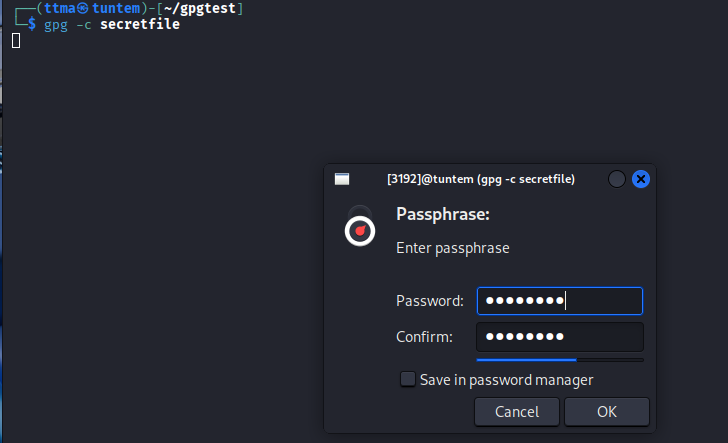 ┌──(ttma㉿tuntem)-[~/gpgtest]
└─$ gpg -c secretfile
[3192]@tuntem (gpg -c secretfile)
Passphrase:
Enter passphrase
Password: ●●●●●●●●
Confirm: ●●●●●●●●
Save in password manager
Cancel OK